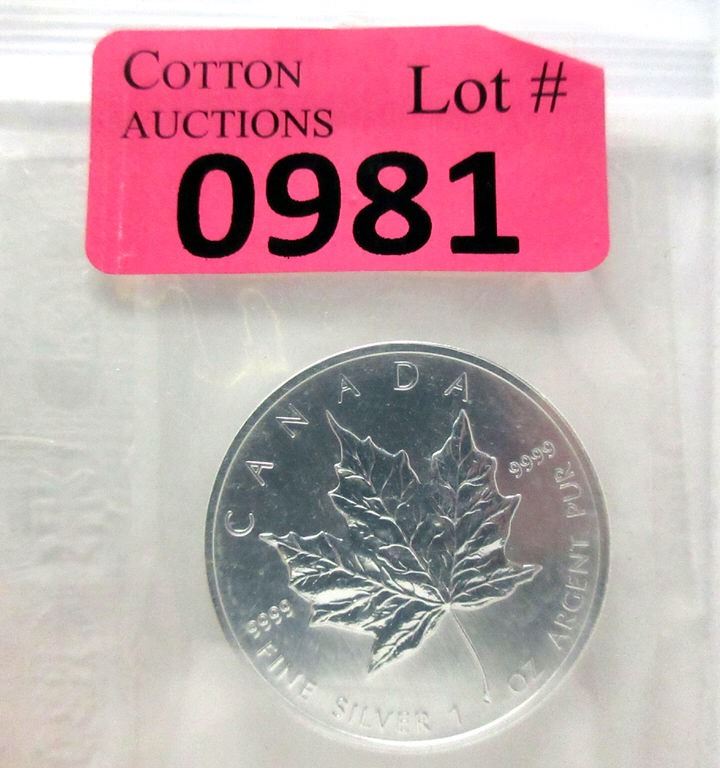 COTTON
AUCTIONS
Lot #
0981
CANADA
9999
9999
FINE SILVER 1 OZ ARGENT PUR